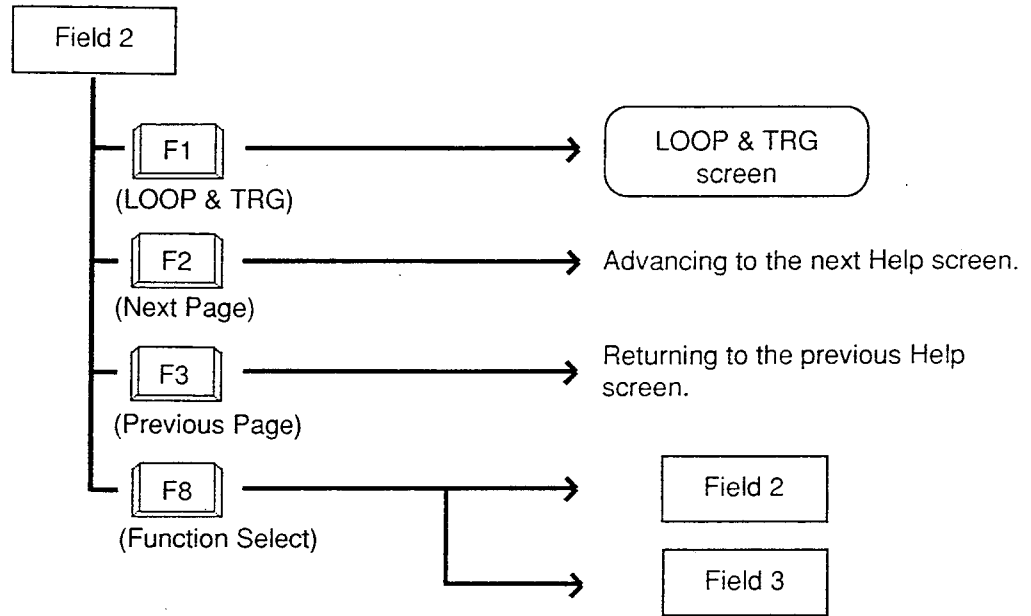 Field 2
F1
(LOOP & TRG)
LOOP & TRG
screen
F2
(Next Page)
Advancing to the next Help screen.
F3
(Previous Page)
Returning to the previous Help
screen.
F8
(Function Select)
Field 2
Field 3